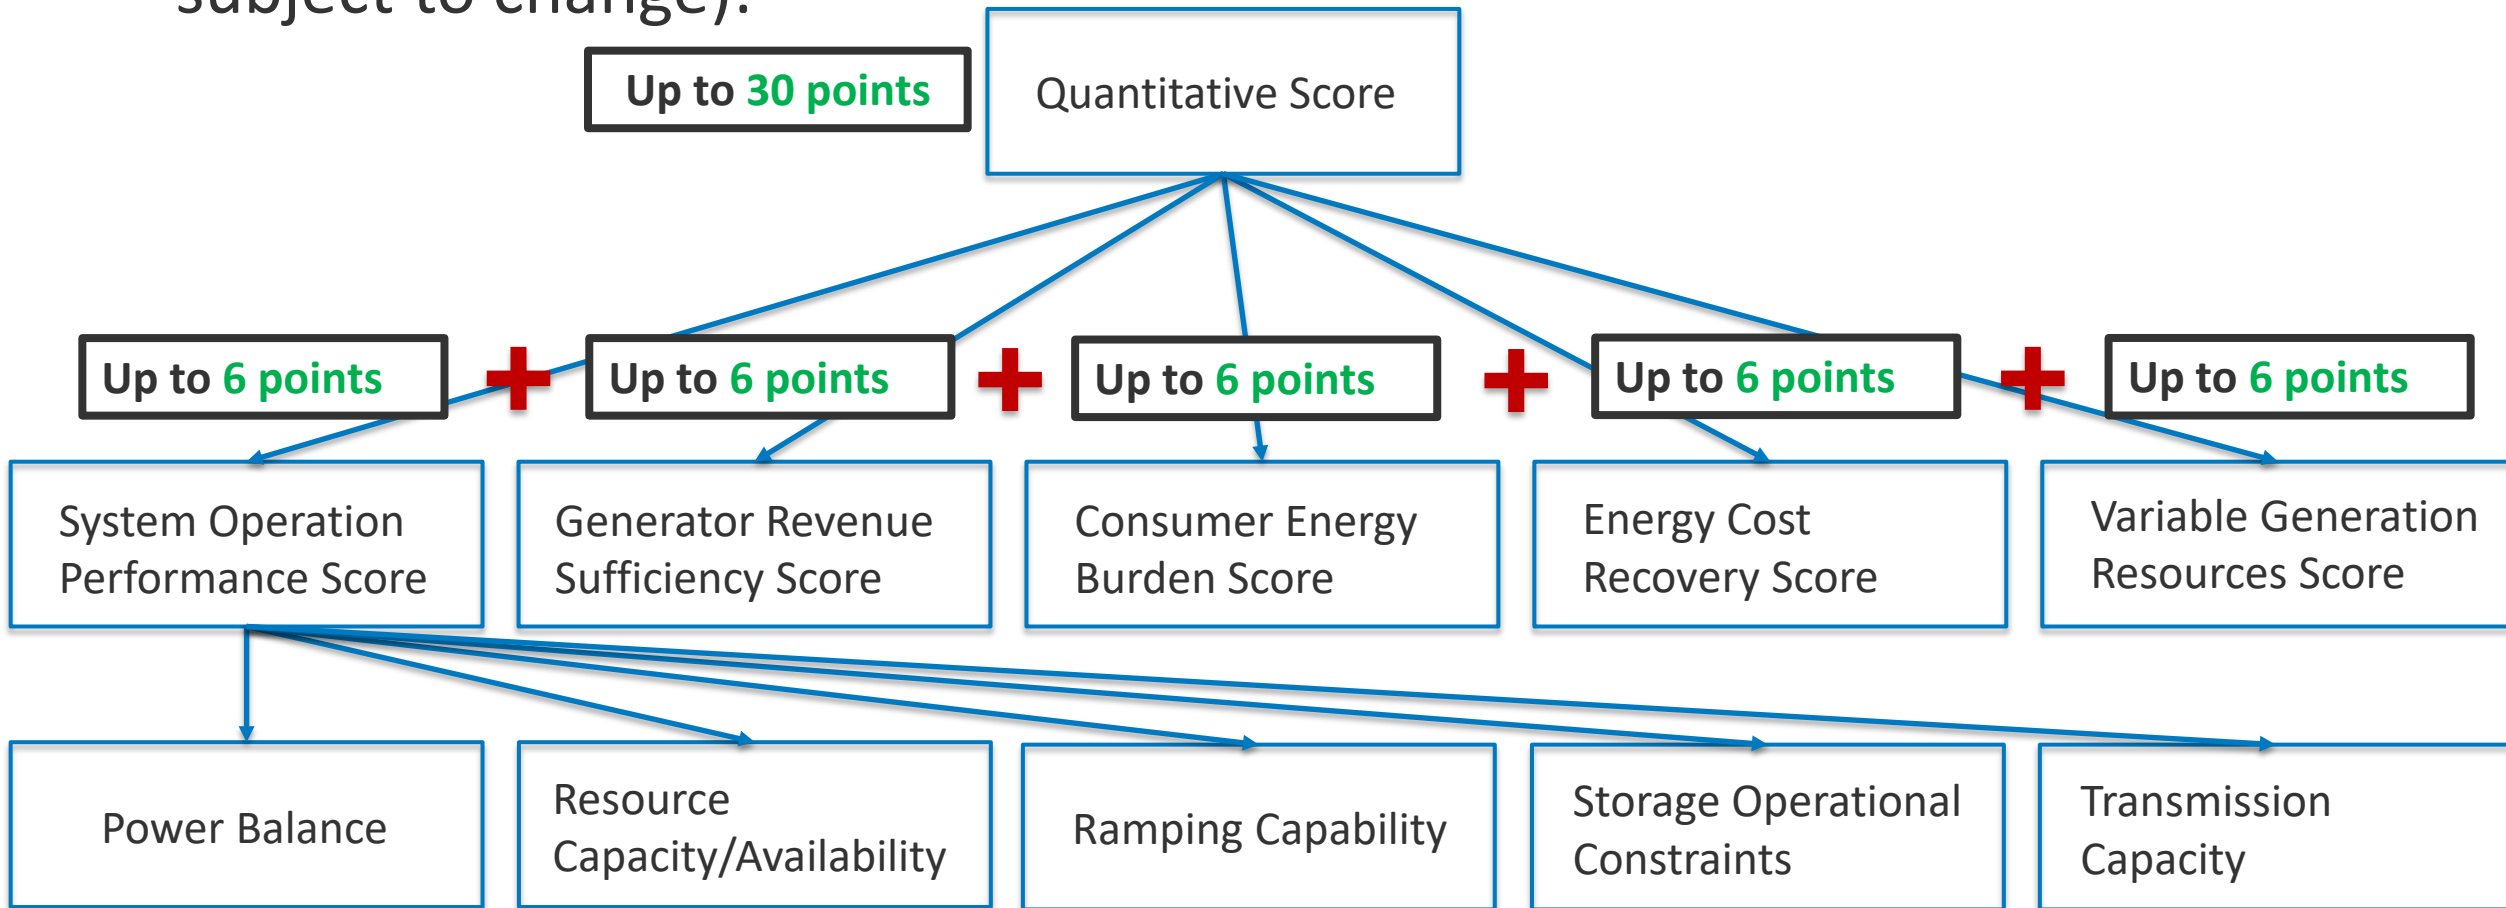 subject to change):
Up to 30 points
Quantitative Score
Up to 6 points
Up to 6 points
Up to 6 points
Up to 6 points
Up to 6 points
System Operation
Performance Score
Generator Revenue
Sufficiency Score
Consumer Energy
Burden Score
Energy Cost
Recovery Score
Variable Generation
Resources Score
Power Balance
Resource
Capacity/Availability
Ramping Capability
Storage Operational
Constraints
Transmission
Capacity